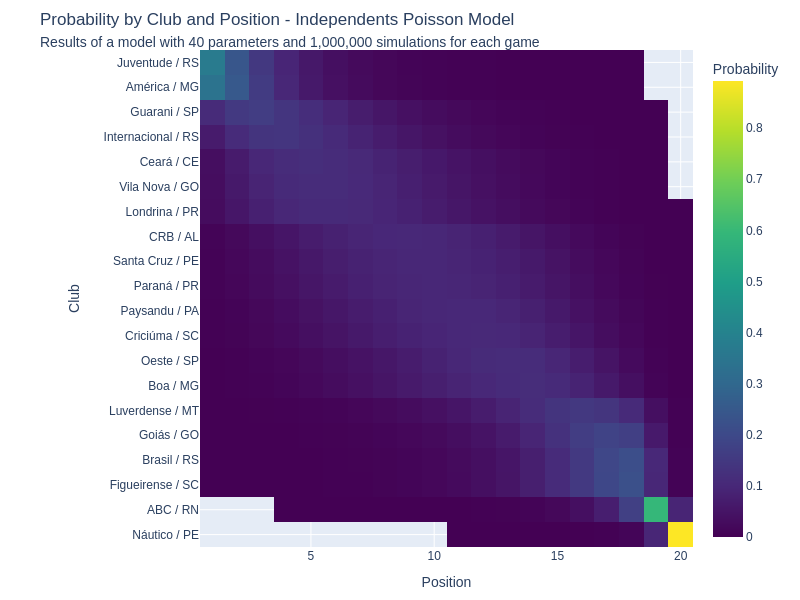 Probability by Club and Position - Independents Poisson Model
Results of a model with 40 parameters and 1,000,000 simulations for each game
Probability
Juventude / RS
América / MG
Guarani / SP
Internacional / RS
Ceará / CE
Vila Nova / GO
Londrina / PR
CRB / AL
Santa Cruz / PE
Paraná / PR
Paysandu / PA
Criciúma / SC
Oeste / SP
Boa / MG
Luverdense / MT
Goiás / GO
Brasil / RS
Figueirense / SC
ABC / RN
Náutico / PE
Club
5
10
15
20
Position
0.8
0.7
0.6
0.5
0.4
0.3
0.2
0.1
0